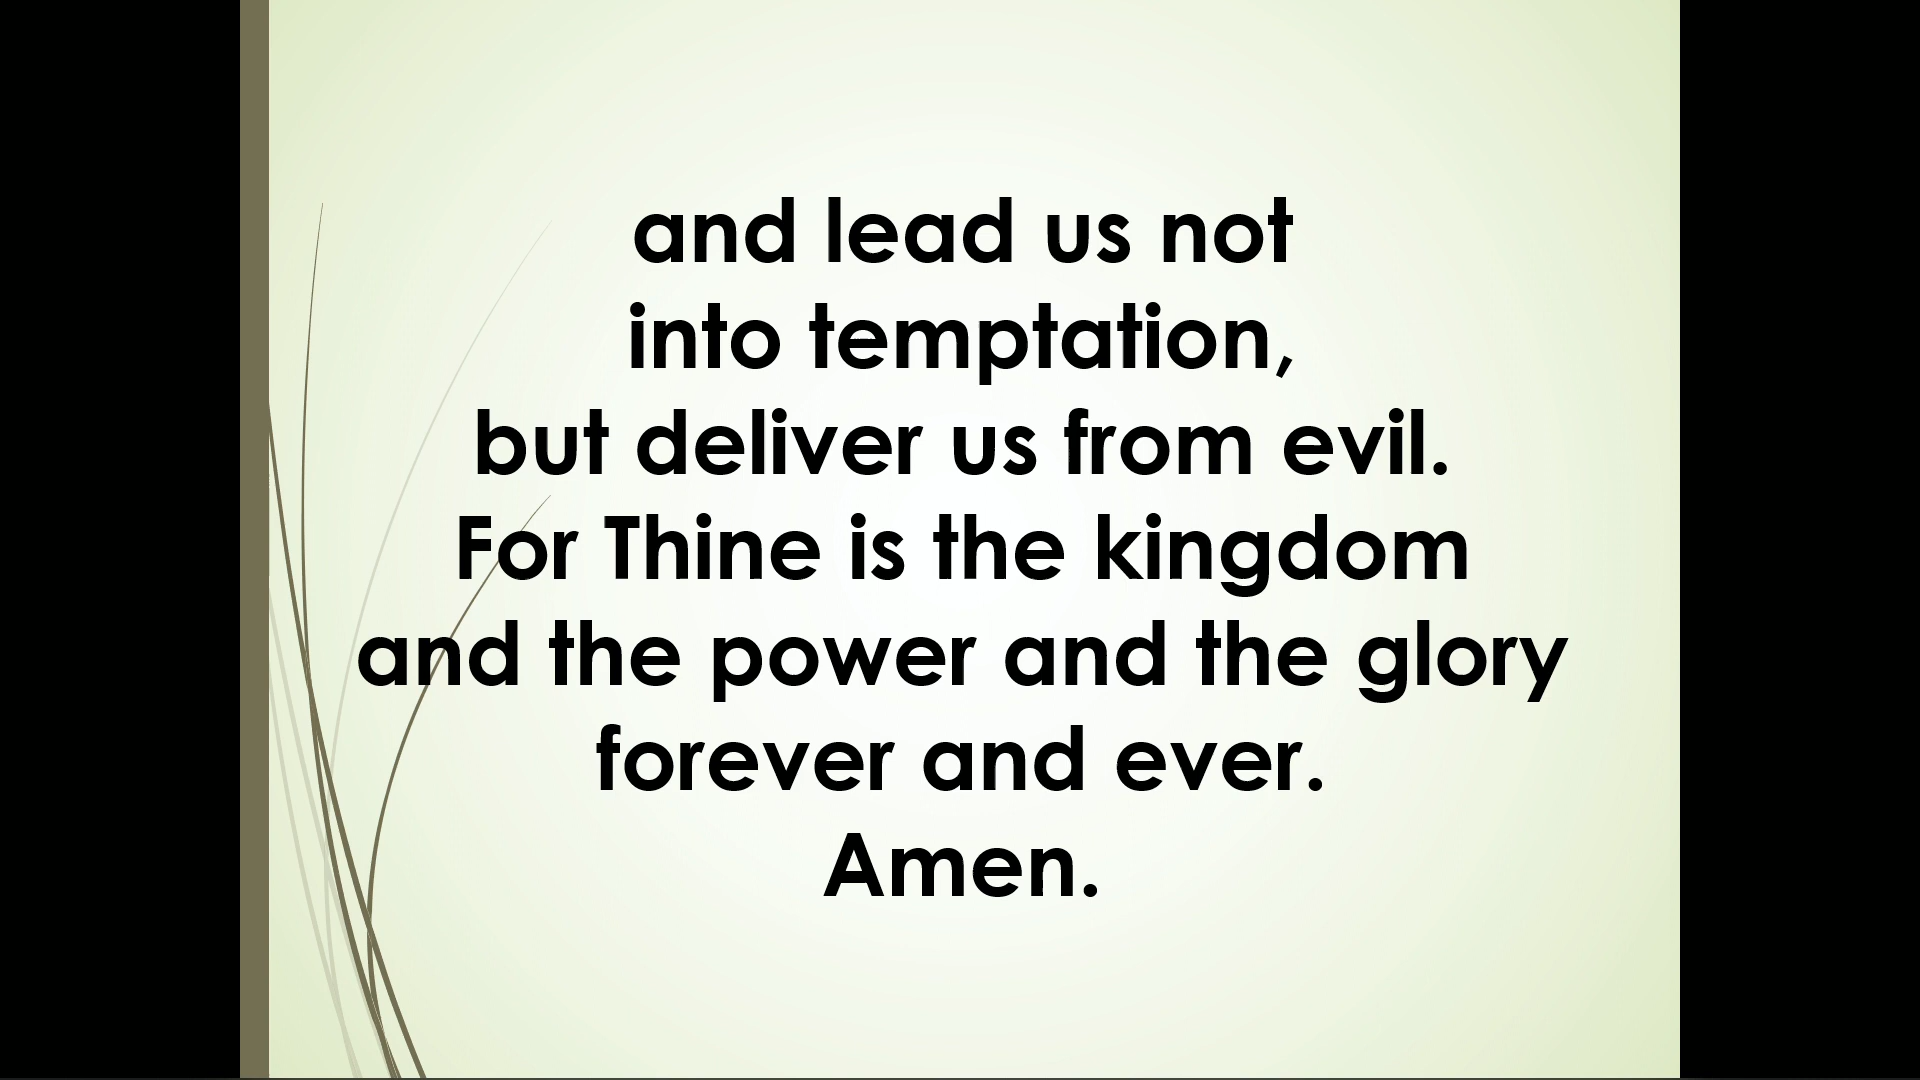 and lead us not
into temptation,
but deliver us from evil.
For Thine is the kingdom
and the power and the glory
forever and ever.
Amen.